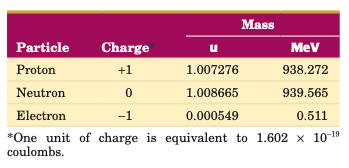 Mass
Particle Charge* u MeV
Proton +1 1.007276 938.272
Neutron 0 1.008665 939.565
Electron −1 0.000549 0.511
*One unit of charge is equivalent to 1.602 × 10⁻¹⁹
coulombs.